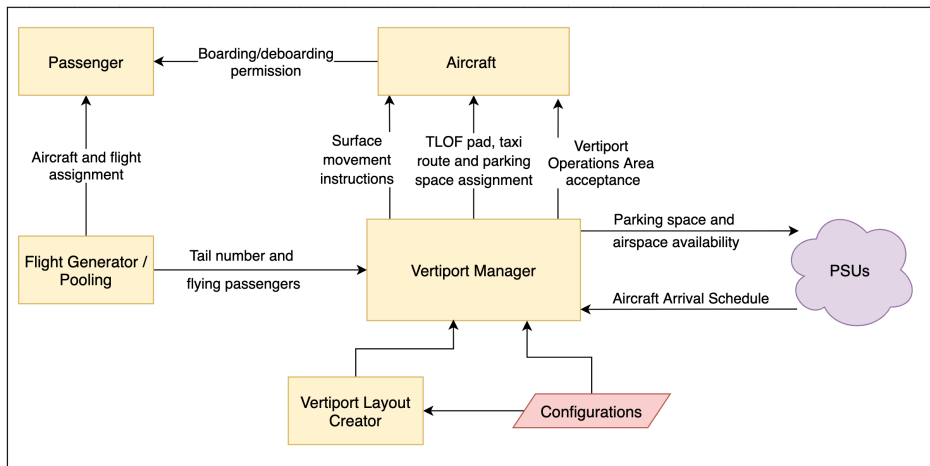 Passenger
Boarding/deboarding
permission
Aircraft
Aircraft and flight
assignment
Surface
movement
instructions
TLOF pad, taxi
route and parking
space assignment
Vertiport
Operations Area
acceptance
Flight Generator /
Pooling
Tail number and
flying passengers
Vertiport Manager
Parking space and
airspace availability
PSUs
Aircraft Arrival Schedule
Vertiport Layout
Creator
Configurations